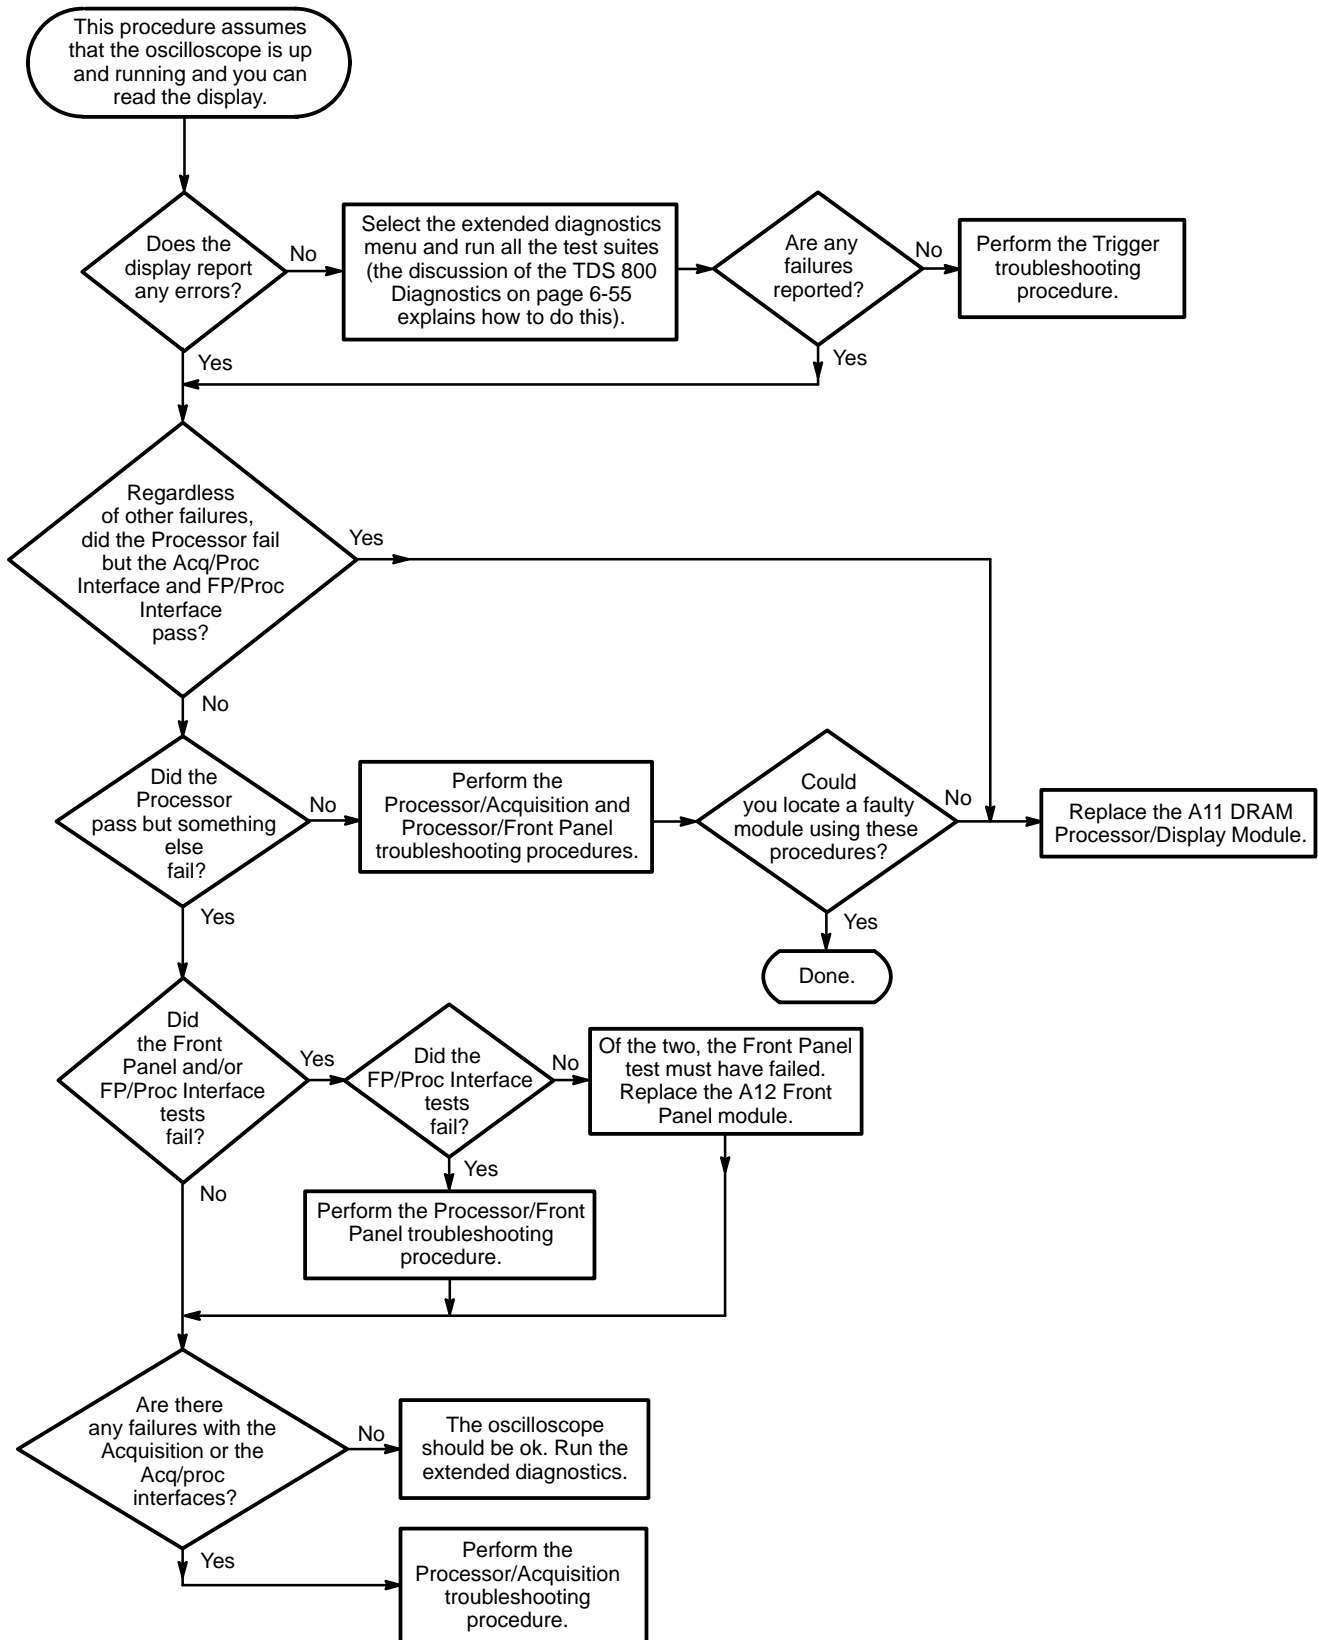 This procedure assumes
that the oscilloscope is up
and running and you can
read the display.
Does the
display report
any errors?
No
Select the extended diagnostics
menu and run all the test suites
(the discussion of the TDS 800
Diagnostics on page 6-55
explains how to do this).
Are any
failures
reported?
No
Perform the Trigger
troubleshooting
procedure.
Yes
Yes
Regardless
of other failures,
did the Processor fail
but the Acq/Proc
Interface and FP/Proc
Interface
pass?
Yes
No
Did the
Processor
pass but something
else
fail?
No
Perform the
Processor/Acquisition and
Processor/Front Panel
troubleshooting procedures.
Could
you locate a faulty
module using these
procedures?
No
Replace the A11 DRAM
Processor/Display Module.
Yes
Yes
Done.
Did
the Front
Panel and/or
FP/Proc Interface
tests
fail?
Yes
Did the
FP/Proc Interface
tests
fail?
No
Of the two, the Front Panel
test must have failed.
Replace the A12 Front
Panel module.
Yes
No
Perform the Processor/Front
Panel troubleshooting
procedure.
Are there
any failures with the
Acquisition or the
Acq/proc
interfaces?
No
The oscilloscope
should be ok. Run the
extended diagnostics.
Yes
Perform the
Processor/Acquisition
troubleshooting
procedure.